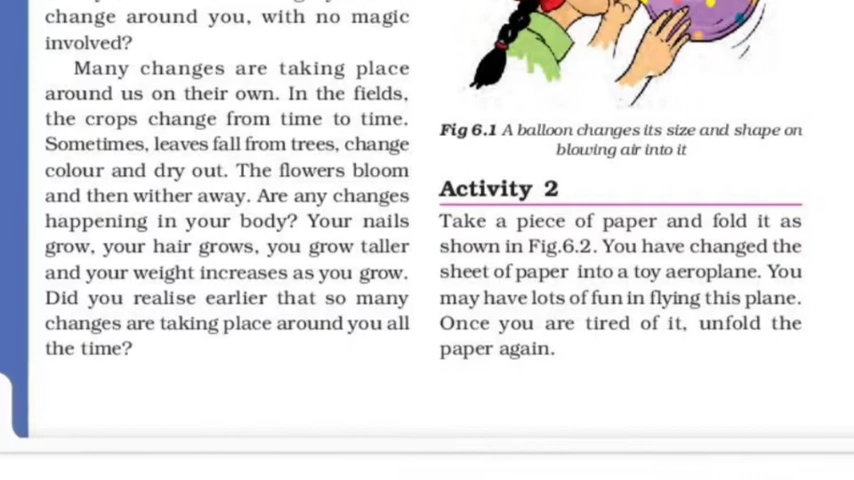 change around you, with no magic
involved?
Many changes are taking place
around us on their own. In the fields,
the crops change from time to time.
Sometimes, leaves fall from trees, change
colour and dry out. The flowers bloom
and then wither away. Are any changes
happening in your body? Your nails
grow, your hair grows, you grow taller
and your weight increases as you grow.
Did you realise earlier that so many
changes are taking place around you all
the time?
Fig 6.1 A balloon changes its size and shape on
blowing air into it
Activity 2
Take a piece of paper and fold it as
shown in Fig.6.2. You have changed the
sheet of paper into a toy aeroplane. You
may have lots of fun in flying this plane.
Once you are tired of it, unfold the
paper again.